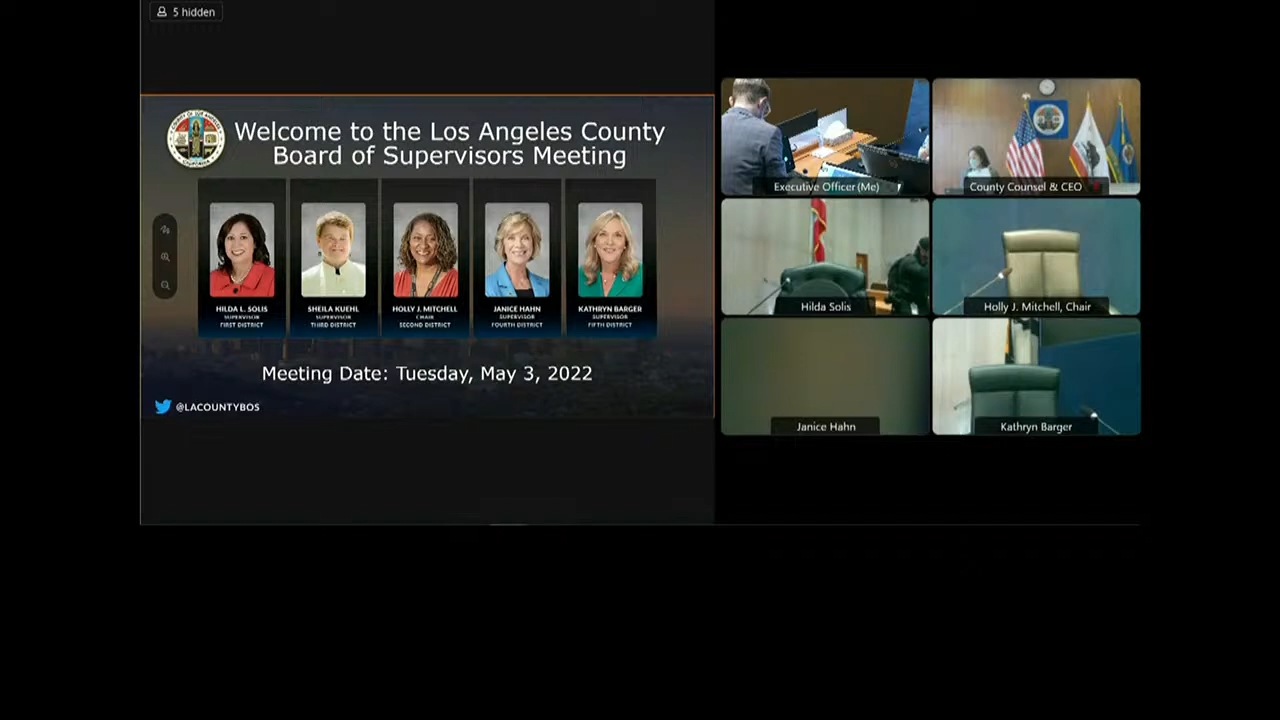 5 hidden
Welcome to the Los Angeles County
Board of Supervisors Meeting
HILDA L. SOLIS
SUPERVISOR
FIRST DISTRICT
SHEILA KUEHL
SUPERVISOR
THIRD DISTRICT
HOLLY J. MITCHELL
CHAIR
SECOND DISTRICT
JANICE HAHN
SUPERVISOR
FOURTH DISTRICT
KATHRYN BARGER
SUPERVISOR
FIFTH DISTRICT
Meeting Date: Tuesday, May 3, 2022
@LACOUNTYBOS
Executive Officer (Me)
County Counsel & CEO
Hilda Solis
Holly J. Mitchell, Chair
Janice Hahn
Kathryn Barger